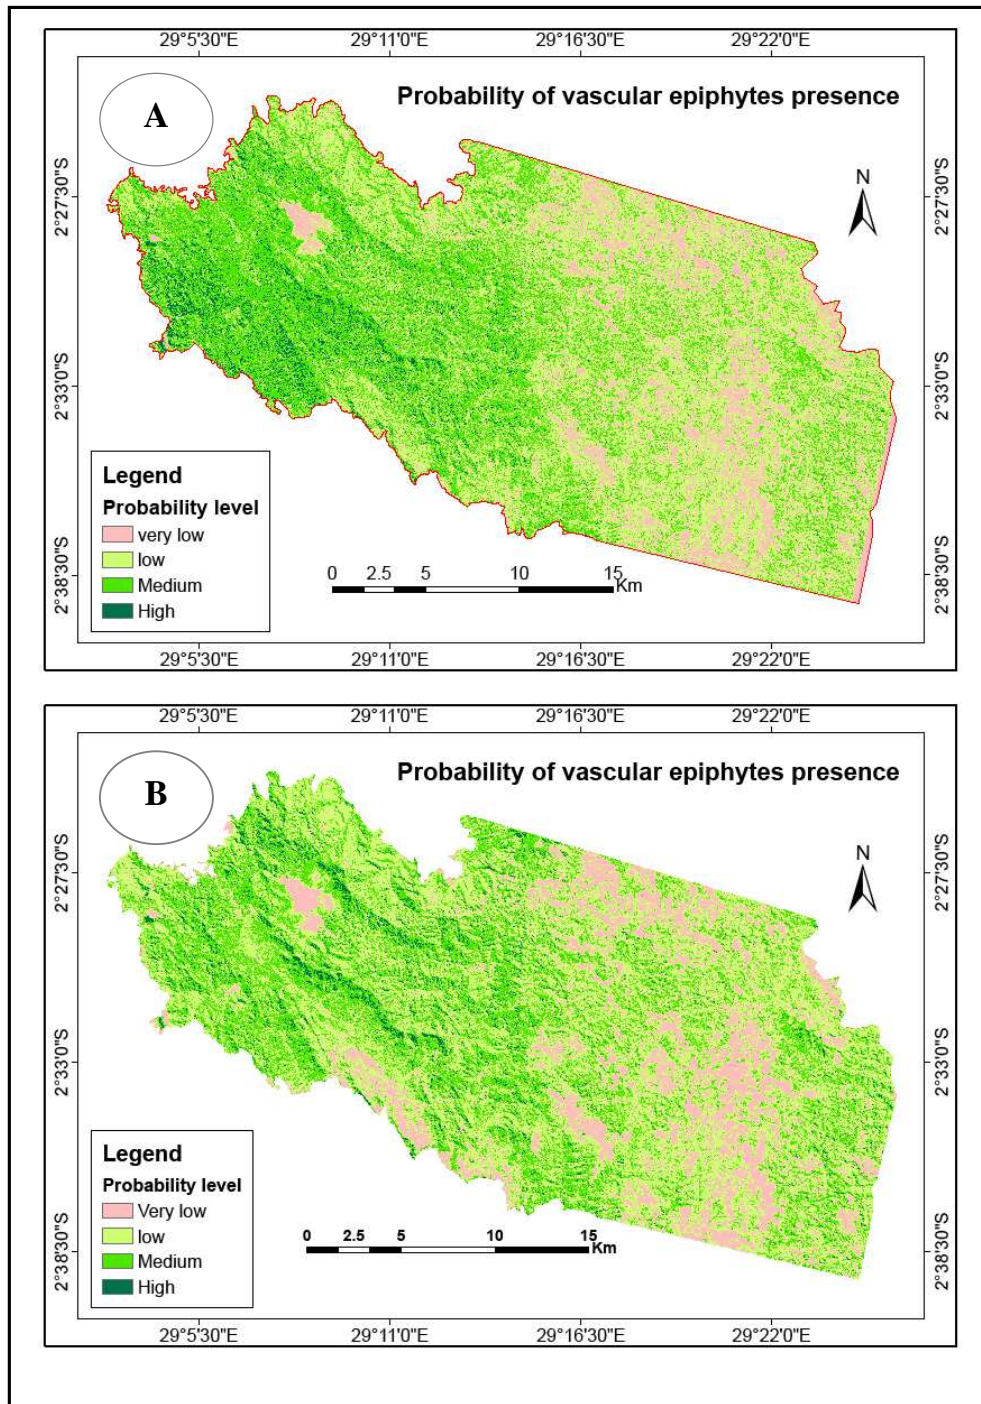 29°5'30"E 29°11'0"E 29°16'30"E 29°22'0"E
A
Probability of vascular epiphytes presence
N
2°27'30"S 2°27'30"S
2°33'0"S 2°33'0"S
2°38'30"S 2°38'30"S
Legend
Probability level
very low
low
Medium
High
0 2.5 5 10 15
Km
29°5'30"E 29°11'0"E 29°16'30"E 29°22'0"E
29°5'30"E 29°11'0"E 29°16'30"E 29°22'0"E
B
Probability of vascular epiphytes presence
N
2°27'30"S 2°27'30"S
2°33'0"S 2°33'0"S
2°38'30"S 2°38'30"S
Legend
Probability level
Very low
low
Medium
High
0 2.5 5 10 15
Km
29°5'30"E 29°11'0"E 29°16'30"E 29°22'0"E